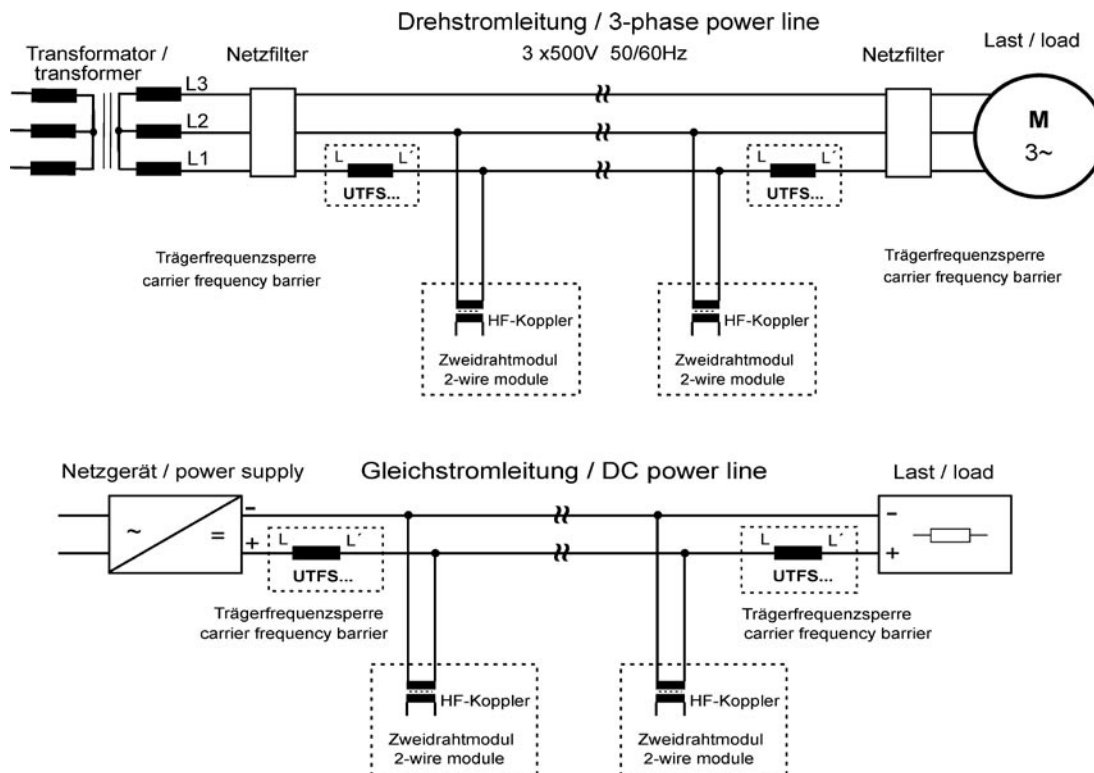 Drehstromleitung / 3-phase power line
3 x500V 50/60Hz
Transformator /
transformer
Netzfilter
Netzfilter
Last / load
L3
L2
L1
M
3~
L L´
UTFS...
L L´
UTFS...
Trägerfrequenzsperre
carrier frequency barrier
Trägerfrequenzsperre
carrier frequency barrier
HF-Koppler
Zweidrahtmodul
2-wire module
HF-Koppler
Zweidrahtmodul
2-wire module
Netzgerät / power supply
Gleichstromleitung / DC power line
Last / load
~ =
-
+
L L´
UTFS...
L L´
UTFS...
-
+
Trägerfrequenzsperre
carrier frequency barrier
Trägerfrequenzsperre
carrier frequency barrier
HF-Koppler
Zweidrahtmodul
2-wire module
HF-Koppler
Zweidrahtmodul
2-wire module